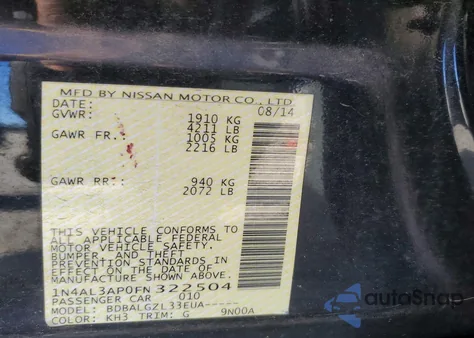 MFD BY NISSAN MOTOR CO., LTD
DATE: 08/14
GVWR: 1910 KG
4211 LB
GAWR FR: 1005 KG
2216 LB
GAWR RR: 940 KG
2072 LB
THIS VEHICLE CONFORMS TO
ALL APPLICABLE FEDERAL
MOTOR VEHICLE SAFETY,
BUMPER, AND THEFT
PREVENTION STANDARDS IN
EFFECT ON THE DATE OF
MANUFACTURE SHOWN ABOVE.
1N4AL3AP0FN 322504
PASSENGER CAR 010
MODEL: BDBALGZL33EUA-----
COLOR: KH3 TRIM: G 9N00A
autoSnap